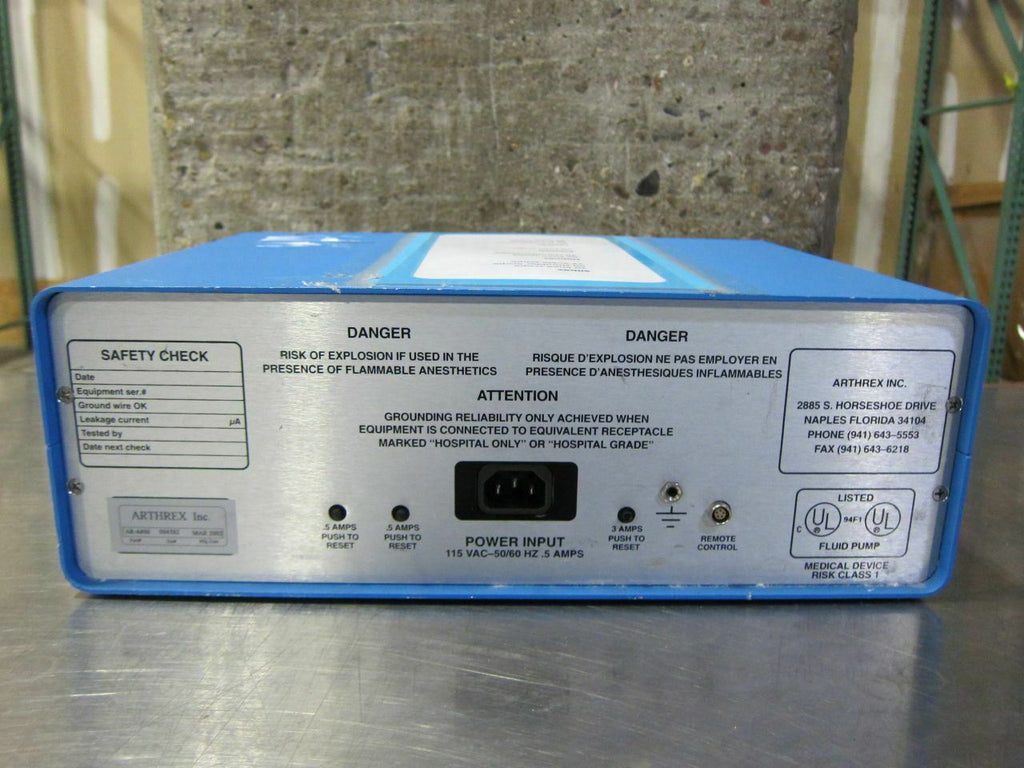 DANGER
RISK OF EXPLOSION IF USED IN THE
PRESENCE OF FLAMMABLE ANESTHETICS
DANGER
RISQUE D'EXPLOSION NE PAS EMPLOYER EN
PRESENCE D'ANESTHESIQUES INFLAMMABLES
SAFETY CHECK
Date
Equipment ser.#
Ground wire OK
Leakage current µA
Tested by
Date next check
ATTENTION
GROUNDING RELIABILITY ONLY ACHIEVED WHEN
EQUIPMENT IS CONNECTED TO EQUIVALENT RECEPTACLE
MARKED "HOSPITAL ONLY" OR "HOSPITAL GRADE"
ARTHREX INC.
2885 S. HORSESHOE DRIVE
NAPLES FLORIDA 34104
PHONE (941) 643-5553
FAX (941) 643-6218
ARTHREX Inc.
.5 AMPS
PUSH TO
RESET
.5 AMPS
PUSH TO
RESET
POWER INPUT
115 VAC-50/60 HZ .5 AMPS
3 AMPS
PUSH TO
RESET
REMOTE
CONTROL
LISTED
C UL 94F1 UL
FLUID PUMP
MEDICAL DEVICE
RISK CLASS 1